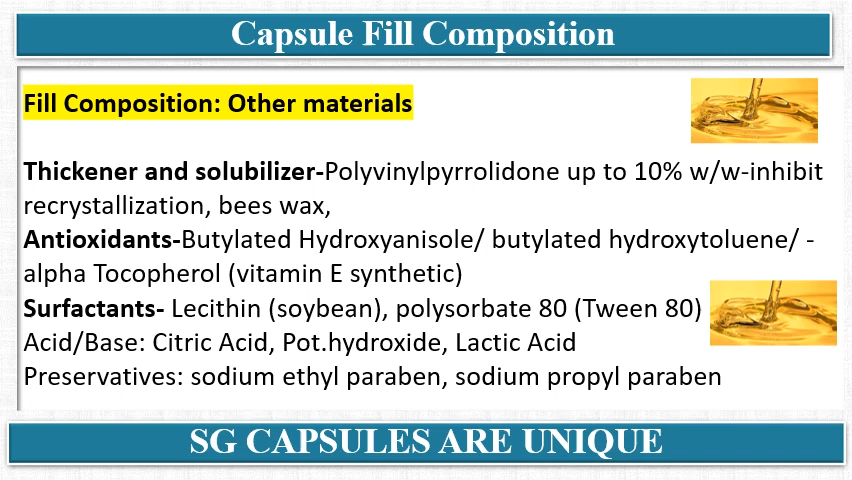 Capsule Fill Composition
Fill Composition: Other materials
Thickener and solubilizer-Polyvinylpyrrolidone up to 10% w/w-inhibit
recrystallization, bees wax,
Antioxidants-Butylated Hydroxyanisole/ butylated hydroxytoluene/ -
alpha Tocopherol (vitamin E synthetic)
Surfactants- Lecithin (soybean), polysorbate 80 (Tween 80)
Acid/Base: Citric Acid, Pot.hydroxide, Lactic Acid
Preservatives: sodium ethyl paraben, sodium propyl paraben
SG CAPSULES ARE UNIQUE